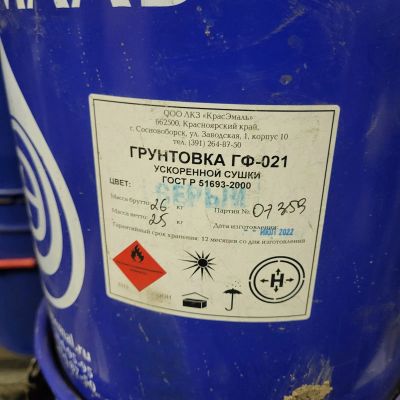 ООО ЛКЗ «КрасЭмаль»
662500, Красноярский край,
г. Сосновоборск, ул. Заводская, 1, корпус 10
тел. (391) 264-87-50
ГРУНТОВКА ГФ-021
УСКОРЕННОЙ СУШКИ
ГОСТ Р 51693-2000
ЦВЕТ: СЕРЫЙ
Масса брутто: 26 кг Партия № 07359
Масса нетто: 25 кг Дата изготовления:
ИЮЛ 2022
Гарантийный срок хранения: 12 месяцев со дня изготовления
Н